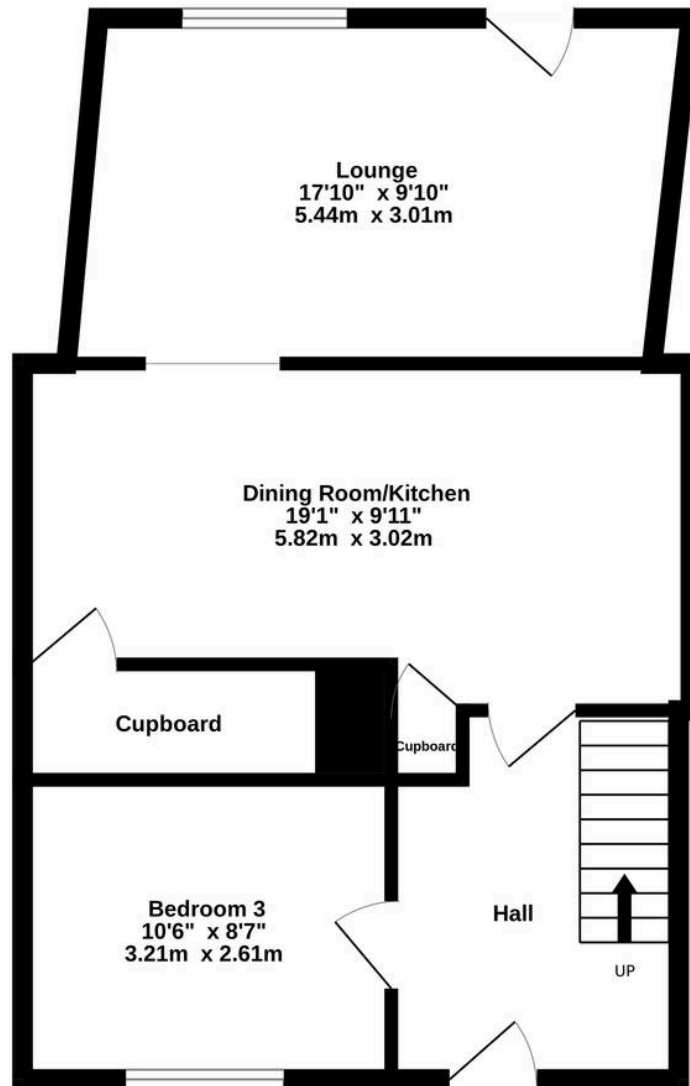 Lounge
17'10" x 9'10"
5.44m x 3.01m
Dining Room/Kitchen
19'1" x 9'11"
5.82m x 3.02m
Cupboard
Cupboard
Bedroom 3
10'6" x 8'7"
3.21m x 2.61m
Hall
UP